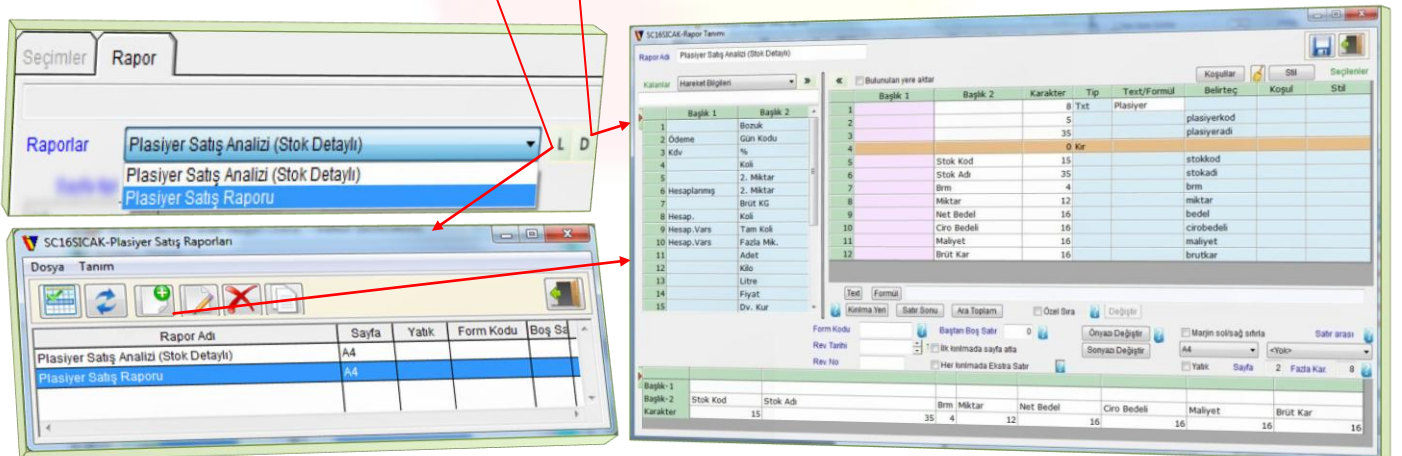 Seçimler Rapor
Raporlar Plasiyer Satış Analizi (Stok Detaylı) L D
Plasiyer Satış Analizi (Stok Detaylı)
Plasiyer Satış Raporu
SC16SICAK-Plasiyer Satış Raporları
Dosya Tanım
Rapor Adı Sayfa Yatık Form Kodu Boş Sa
Plasiyer Satış Analizi (Stok Detaylı) A4
Plasiyer Satış Raporu A4
SC16SICAK-Rapor Tanımı
Rapor Adı Plasiyer Satış Analizi (Stok Detaylı)
Kalanlar Hareket Bilgileri » « Bulunulan yere aktar Koşullar Stil Seçilenler
Başlık 1 Başlık 2
1 Bozuk
2 Ödeme Gün Kodu
3 Kdv %
4 Koli
5 2. Miktar
6 Hesaplanmış 2. Miktar
7 Brüt KG
8 Hesap. Koli
9 Hesap.Vars Tam Koli
10 Hesap.Vars Fazla Mik.
11 Adet
12 Kilo
13 Litre
14 Fiyat
15 Dv. Kur
Başlık 1 Başlık 2 Karakter Tip Text/Formül Belirteç Koşul Stil
1 8 Txt Plasiyer
2 5 plasiyerkod
3 35 plasiyeradi
4 0 Kır
5 Stok Kod 15 stokkod
6 Stok Adı 35 stokadi
7 Brm 4 brm
8 Miktar 12 miktar
9 Net Bedel 16 bedel
10 Ciro Bedeli 16 cirobedeli
11 Maliyet 16 maliyet
12 Brüt Kar 16 brutkar
Text Formül
Kırılma Yeri Satır Sonu Ara Toplam Özel Sıra Değiştir
Form Kodu Baştan Boş Satır 0 Önyazı Değiştir Marjin sol/sağ sıfırla Satır arası
Rev Tarihi İlk kırılmada sayfa atla Sonyazı Değiştir A4 <Yok>
Rev No Her kırılmada Ekstra Satır Yatık Sayfa 2 Fazla Kar. 8
Başlık-1
Başlık-2 Stok Kod Stok Adı Brm Miktar Net Bedel Ciro Bedeli Maliyet Brüt Kar
Karakter 15 35 4 12 16 16 16 16